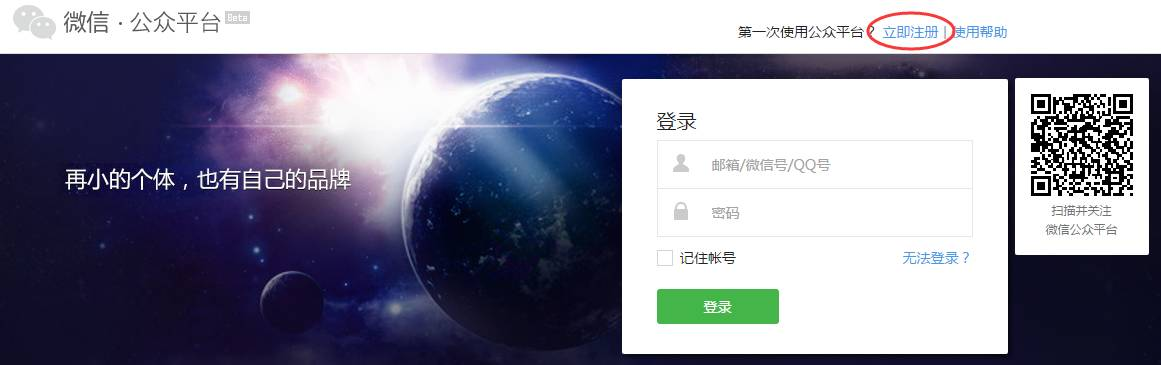 微信·公众平台 Beta
第一次使用公众平台？ 立即注册 | 使用帮助
再小的个体，也有自己的品牌
登录
邮箱/微信号/QQ号
密码
记住帐号 无法登录？
登录
扫描并关注
微信公众平台